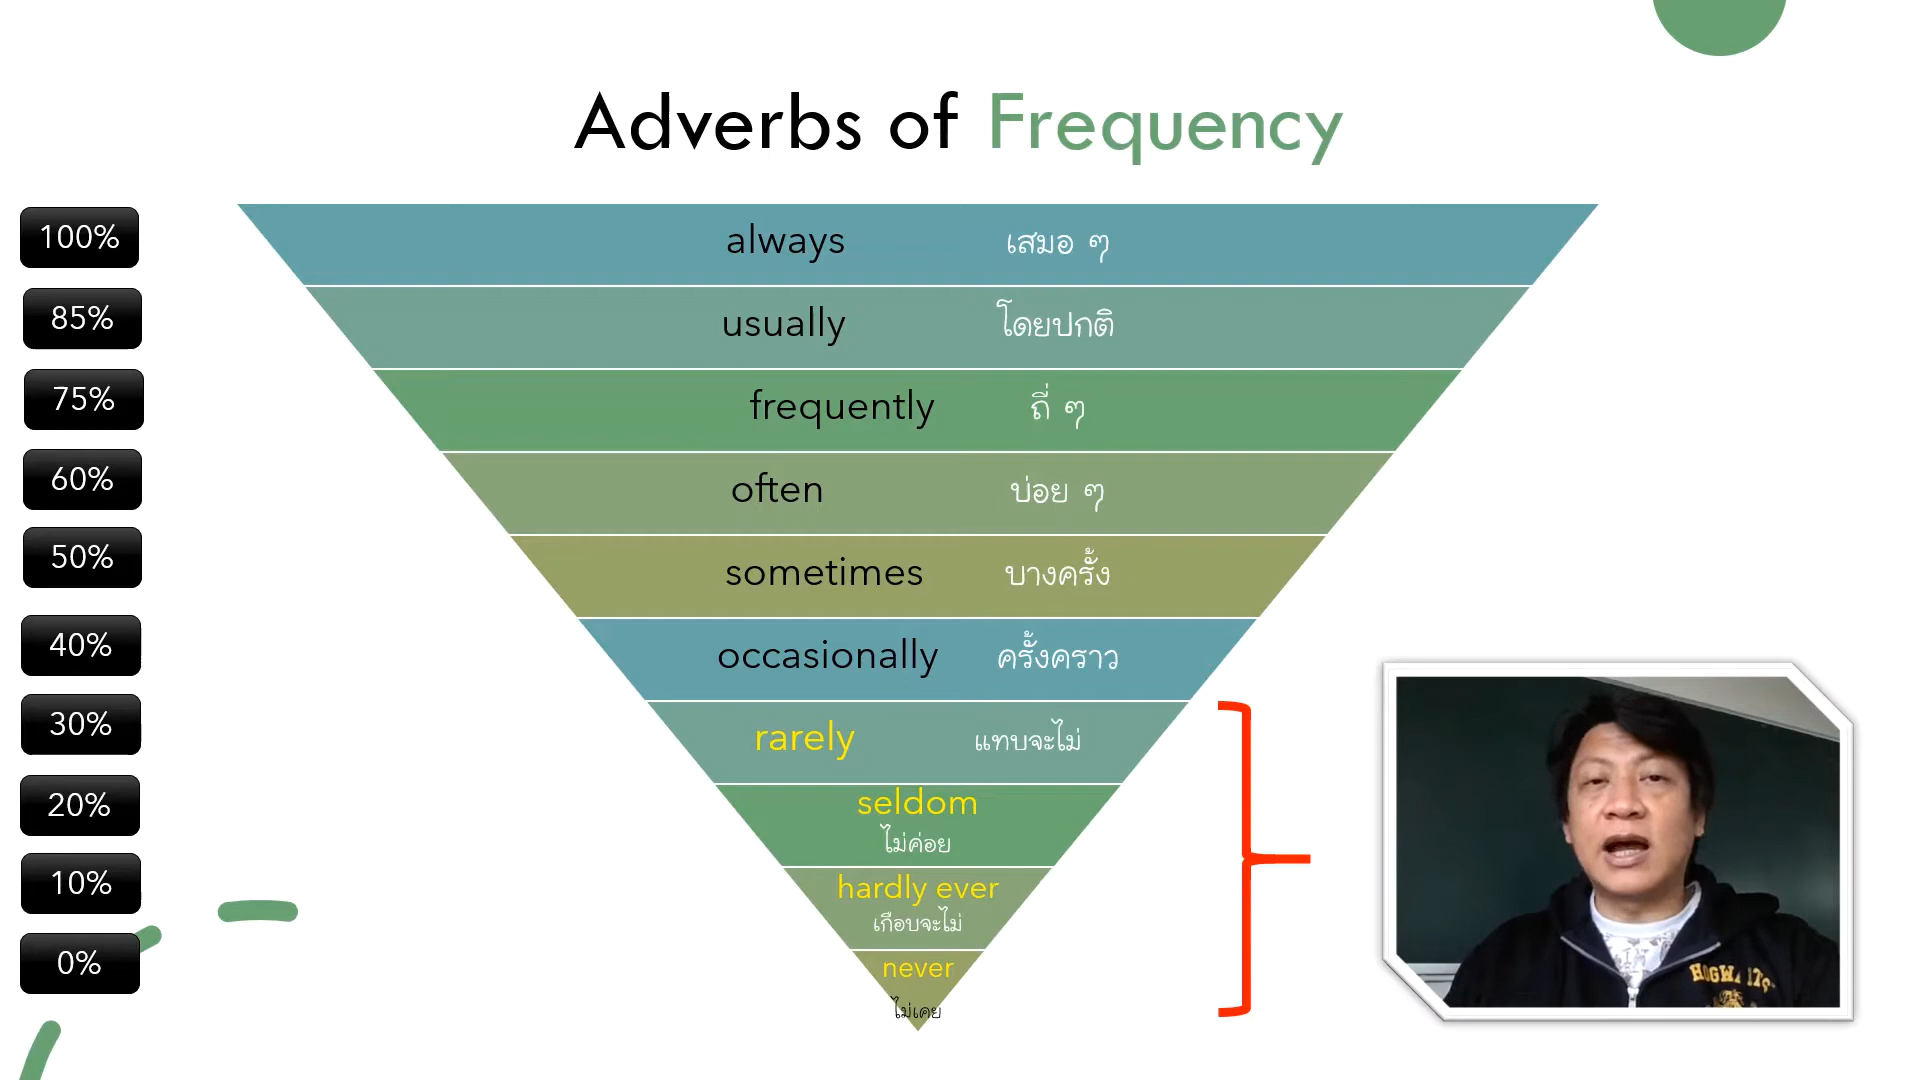 Adverbs of Frequency
100% always เสมอ ๆ
85% usually โดยปกติ
75% frequently ถี่ ๆ
60% often บ่อย ๆ
50% sometimes บางครั้ง
40% occasionally ครั้งคราว
30% rarely แทบจะไม่
20% seldom
ไม่ค่อย
10% hardly ever
เกือบจะไม่
0% never
ไม่เคย